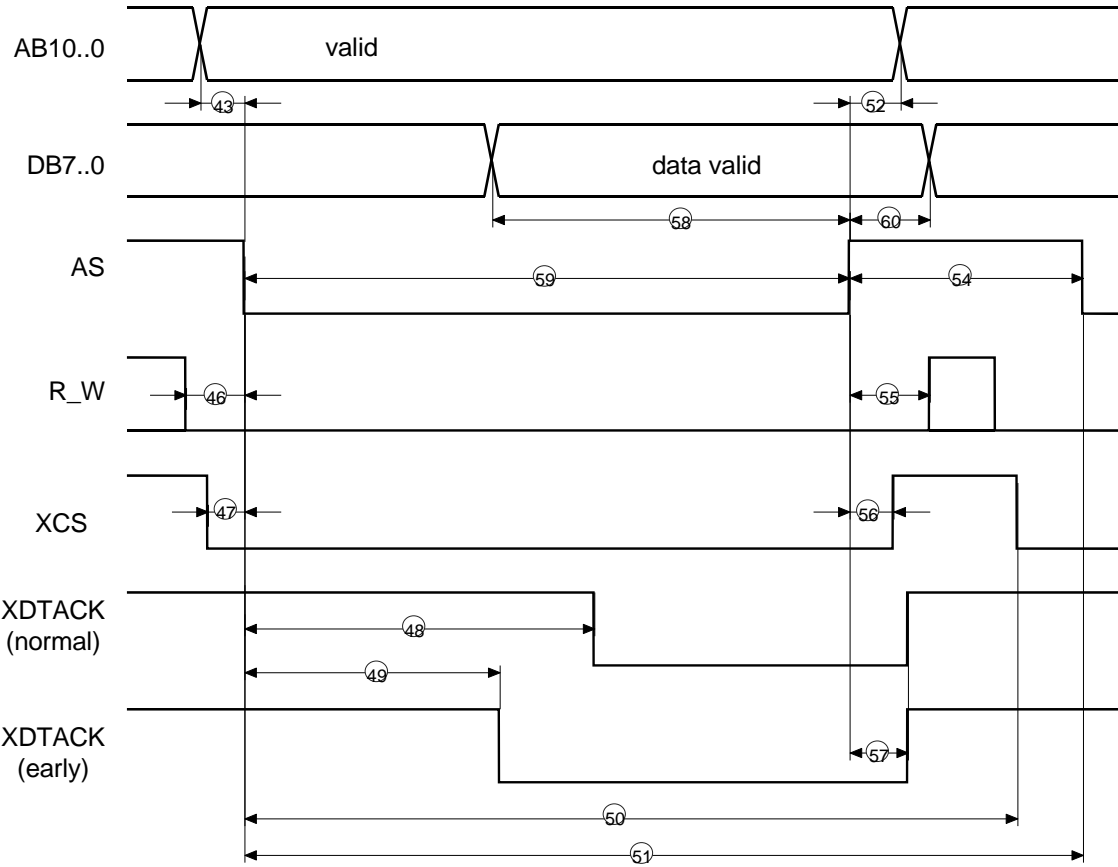 AB10..0
valid
43
52
DB7..0
data valid
58
60
AS
59
54
R_W
46
55
47
56
XCS
XDTACK
(normal)
48
49
XDTACK
(early)
57
50
51